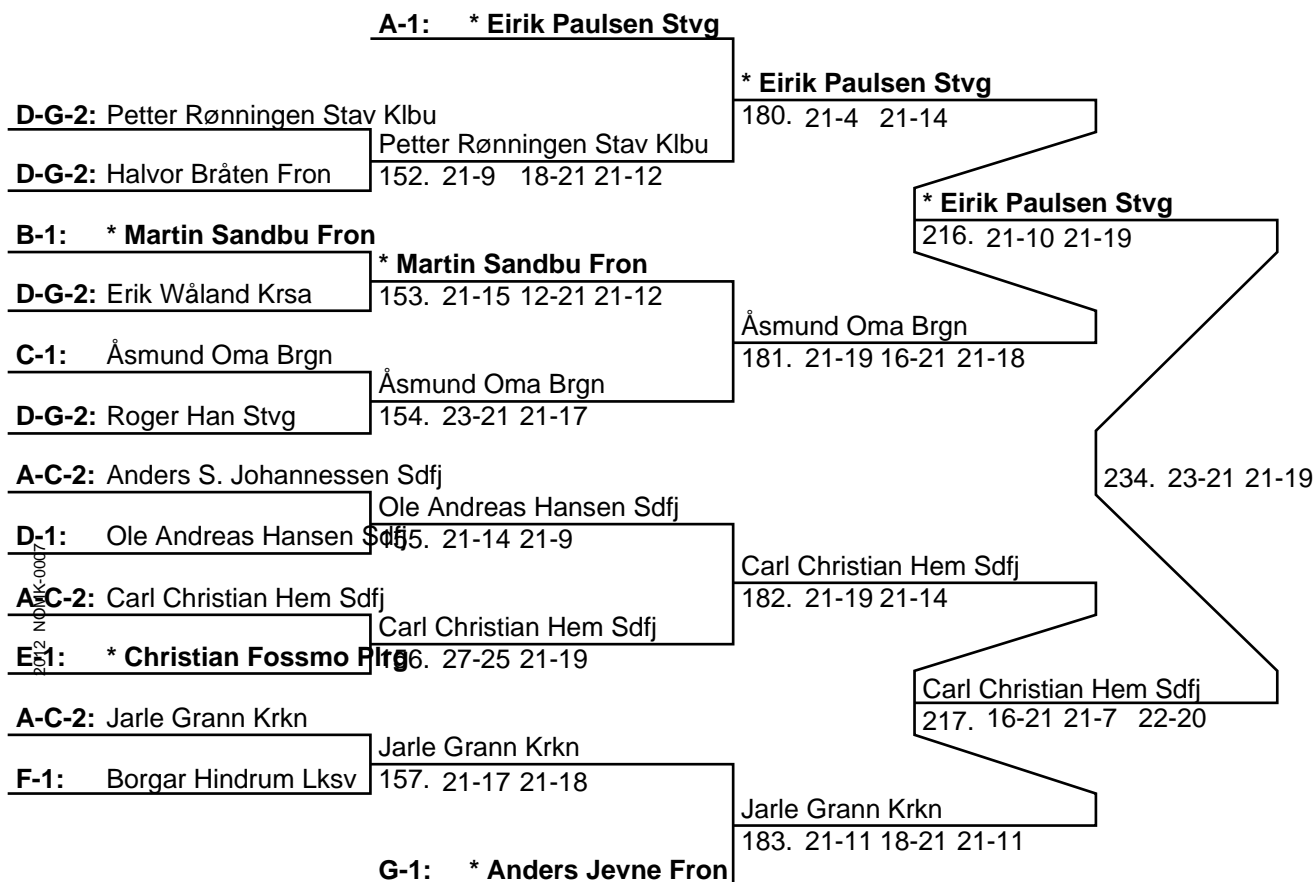 A-1: * Eirik Paulsen Stvg
* Eirik Paulsen Stvg
180. 21-4 21-14
D-G-2: Petter Rønningen Stav Klbu
Petter Rønningen Stav Klbu
D-G-2: Halvor Bråten Fron
152. 21-9 18-21 21-12
* Eirik Paulsen Stvg
216. 21-10 21-19
B-1: * Martin Sandbu Fron
* Martin Sandbu Fron
D-G-2: Erik Wåland Krsa
153. 21-15 12-21 21-12
Åsmund Oma Brgn
181. 21-19 16-21 21-18
C-1: Åsmund Oma Brgn
Åsmund Oma Brgn
D-G-2: Roger Han Stvg
154. 23-21 21-17
A-C-2: Anders S. Johannessen Sdfj
234. 23-21 21-19
Ole Andreas Hansen Sdfj
D-1: Ole Andreas Hansen Sdfj
155. 21-14 21-9
2012 NOMK-0007
Carl Christian Hem Sdfj
182. 21-19 21-14
A-C-2: Carl Christian Hem Sdfj
Carl Christian Hem Sdfj
E-1: * Christian Fossmo Plrg
156. 27-25 21-19
Carl Christian Hem Sdfj
217. 16-21 21-7 22-20
A-C-2: Jarle Grann Krkn
Jarle Grann Krkn
F-1: Borgar Hindrum Lksv
157. 21-17 21-18
Jarle Grann Krkn
183. 21-11 18-21 21-11
G-1: * Anders Jevne Fron